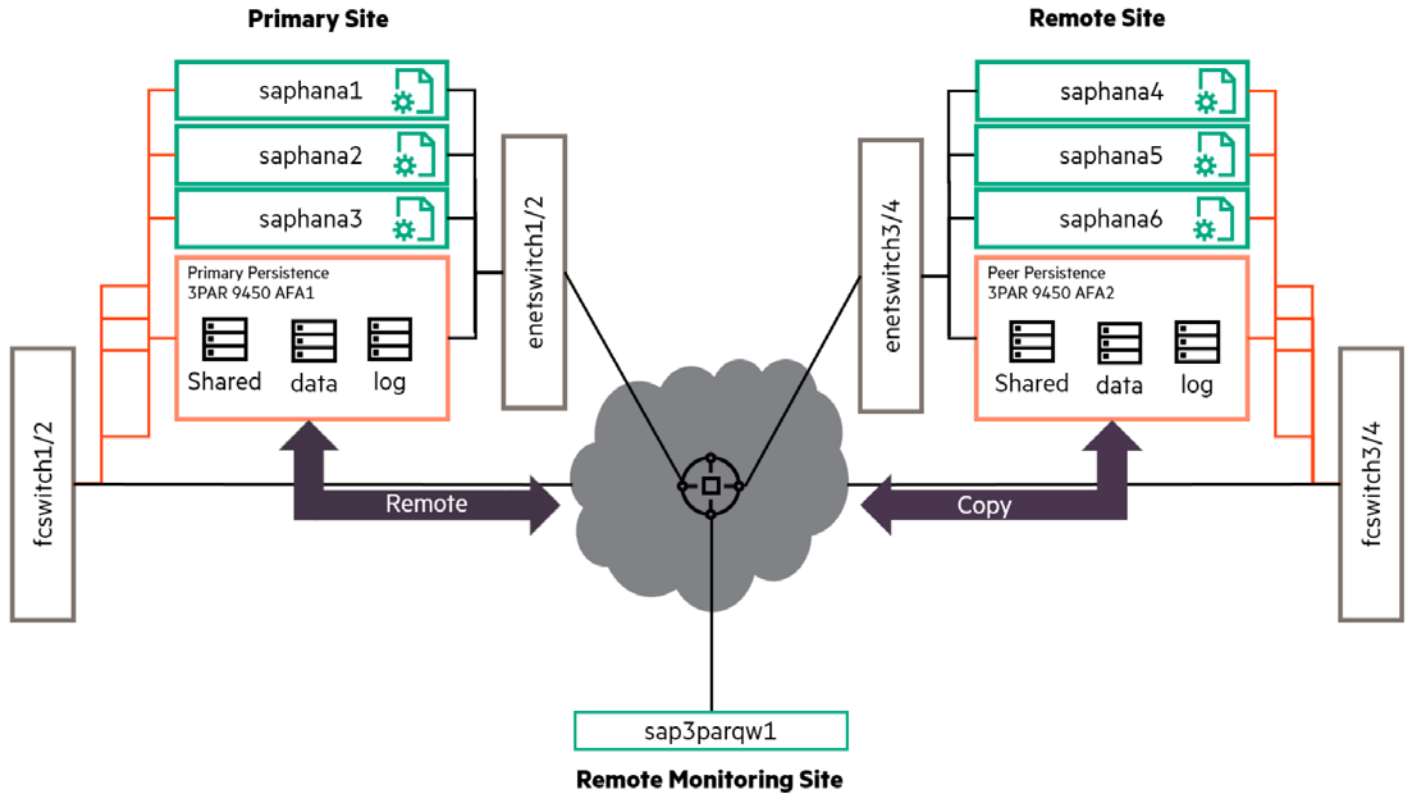 Primary Site
saphana1
saphana2
saphana3
Primary Persistence
3PAR 9450 AFA1
Shared
data
log
enetswitch1/2
fcswitch1/2
Remote
Remote Site
saphana4
saphana5
saphana6
Peer Persistence
3PAR 9450 AFA2
Shared
data
log
enetswitch3/4
fcswitch3/4
Copy
sap3parqw1
Remote Monitoring Site